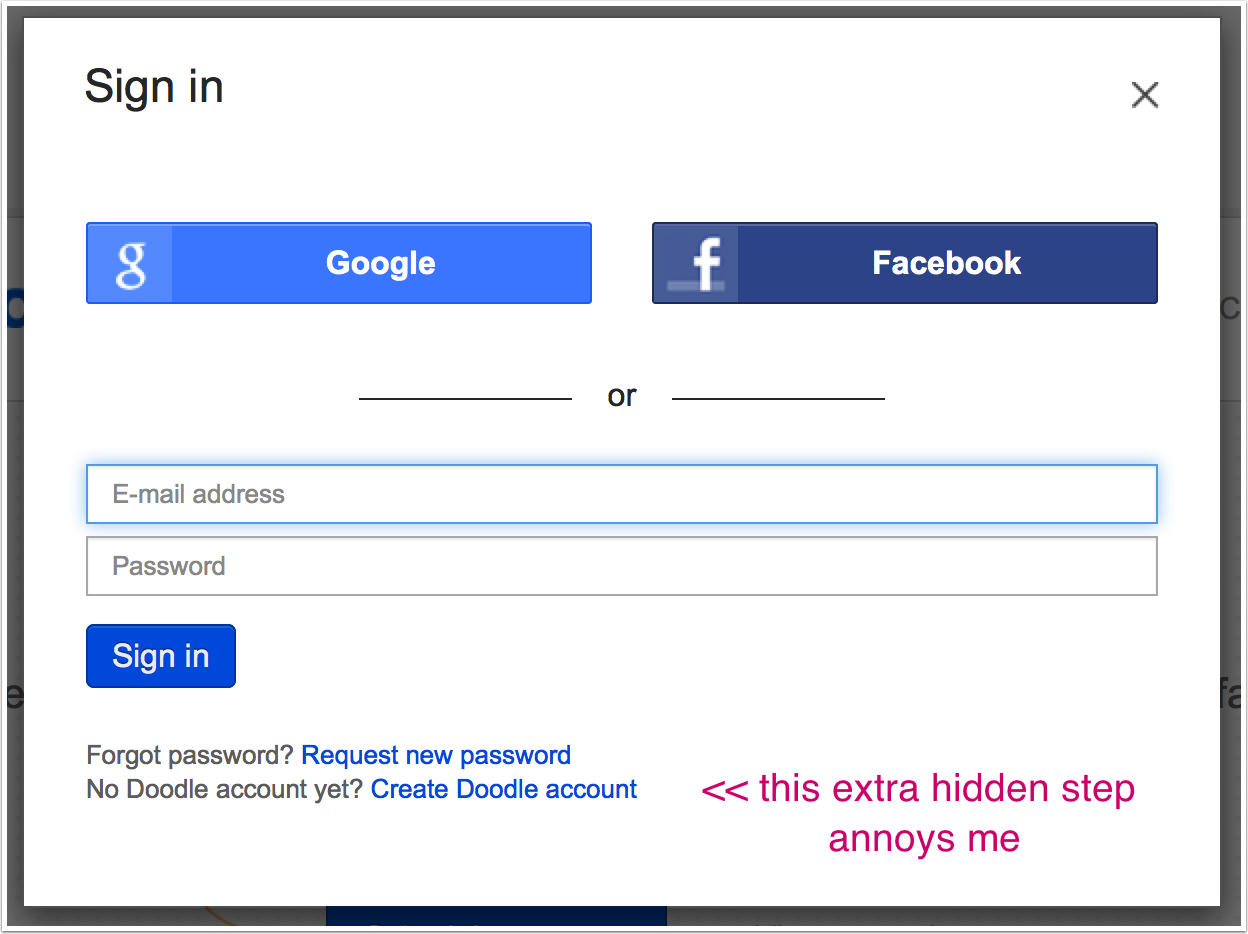 Sign in
g Google
f Facebook
or
E-mail address
Password
Sign in
Forgot password? Request new password
No Doodle account yet? Create Doodle account
<< this extra hidden step
annoys me